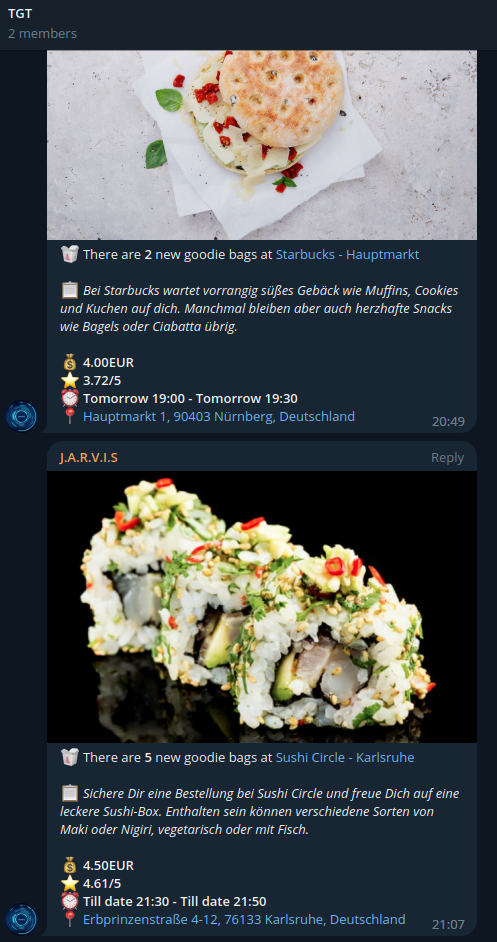 TGT
2 members
There are 2 new goodie bags at Starbucks - Hauptmarkt
Bei Starbucks wartet vorrangig süßes Gebäck wie Muffins, Cookies
und Kuchen auf dich. Manchmal bleiben aber auch herzhafte Snacks
wie Bagels oder Ciabatta übrig.
4.00EUR
3.72/5
Tomorrow 19:00 - Tomorrow 19:30
Hauptmarkt 1, 90403 Nürnberg, Deutschland
20:49
J.A.R.V.I.S
Reply
There are 5 new goodie bags at Sushi Circle - Karlsruhe
Sichere Dir eine Bestellung bei Sushi Circle und freue Dich auf eine
leckere Sushi-Box. Enthalten sein können verschiedene Sorten von
Maki oder Nigiri, vegetarisch oder mit Fisch.
4.50EUR
4.61/5
Till date 21:30 - Till date 21:50
Erbprinzenstraße 4-12, 76133 Karlsruhe, Deutschland
21:07